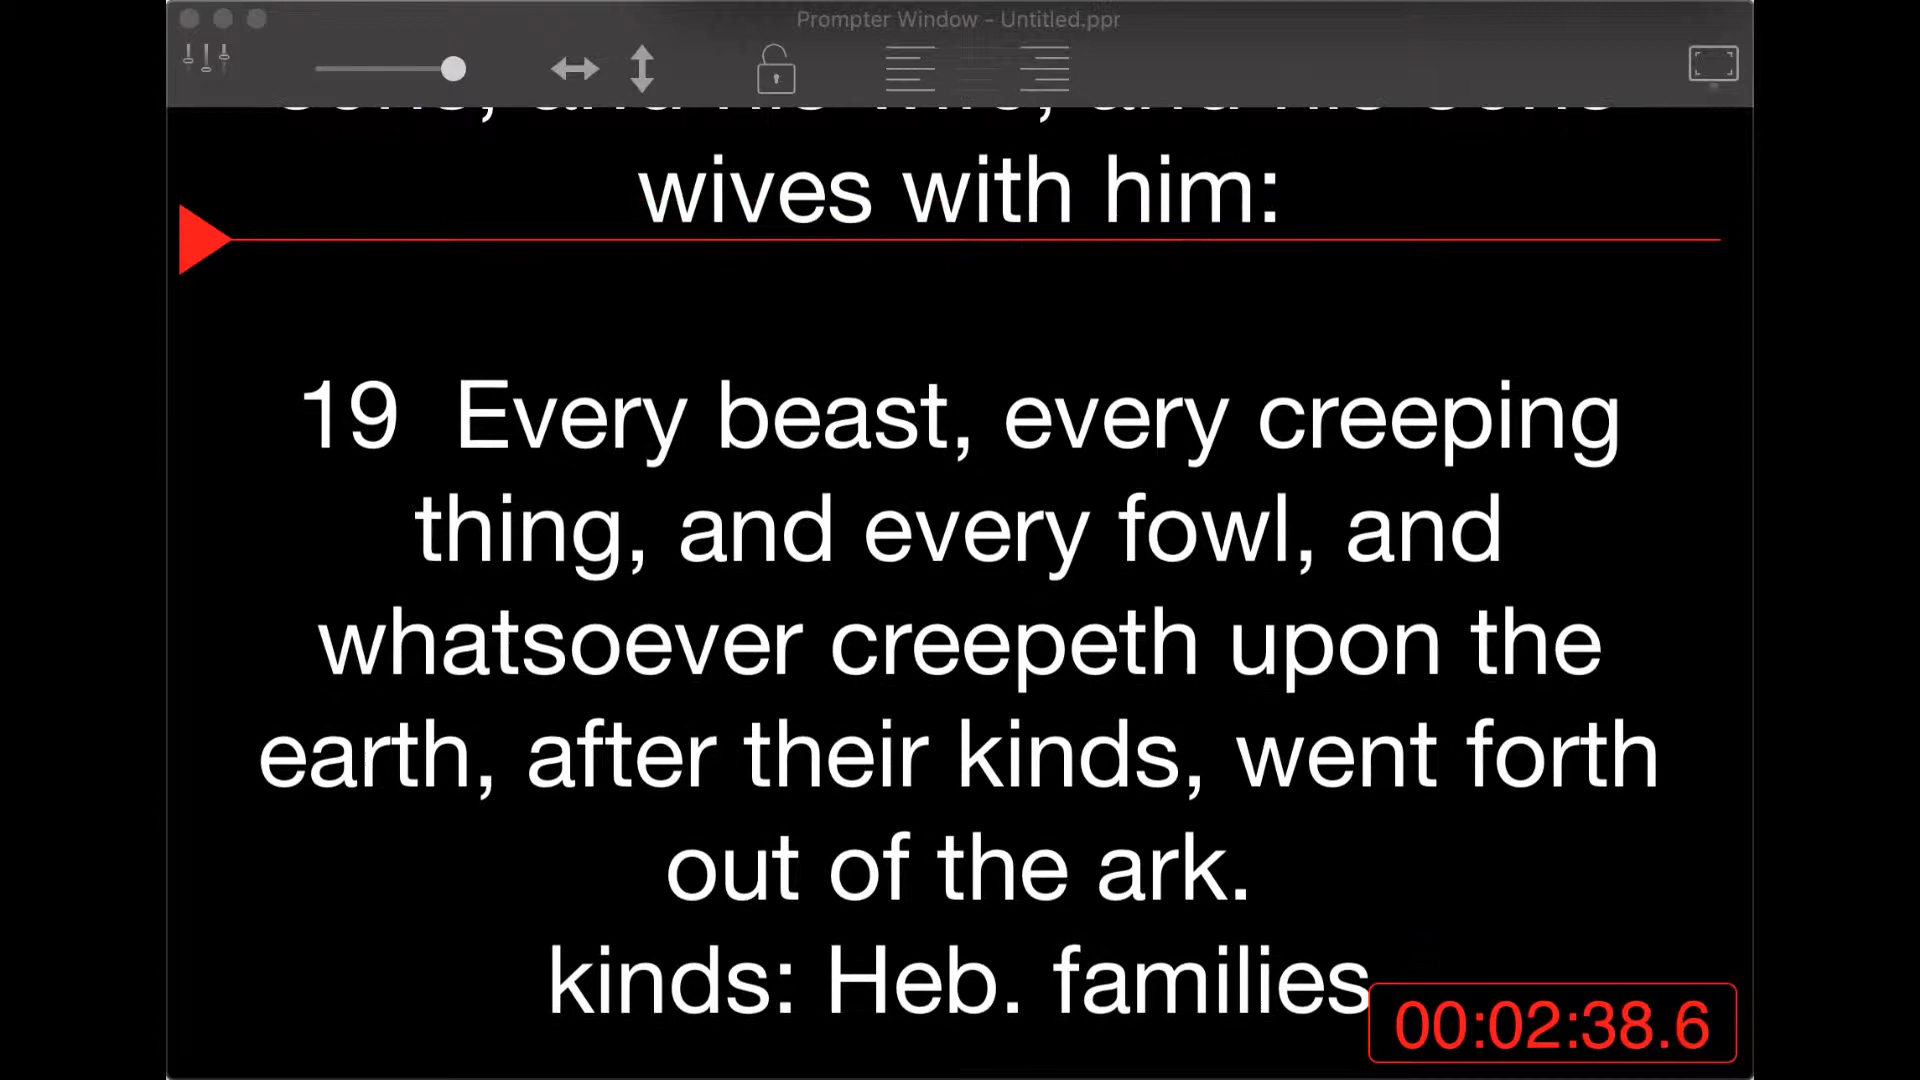 Prompter Window - Untitled.ppr
wives with him:
19 Every beast, every creeping
thing, and every fowl, and
whatsoever creepeth upon the
earth, after their kinds, went forth
out of the ark.
kinds: Heb. families
00:02:38.6